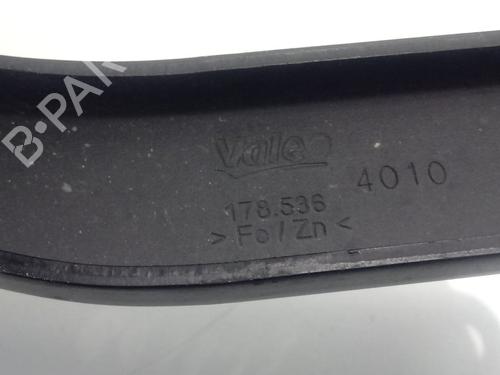 B-PAR
Valeo
4010
178.536
> Fe / Zn <